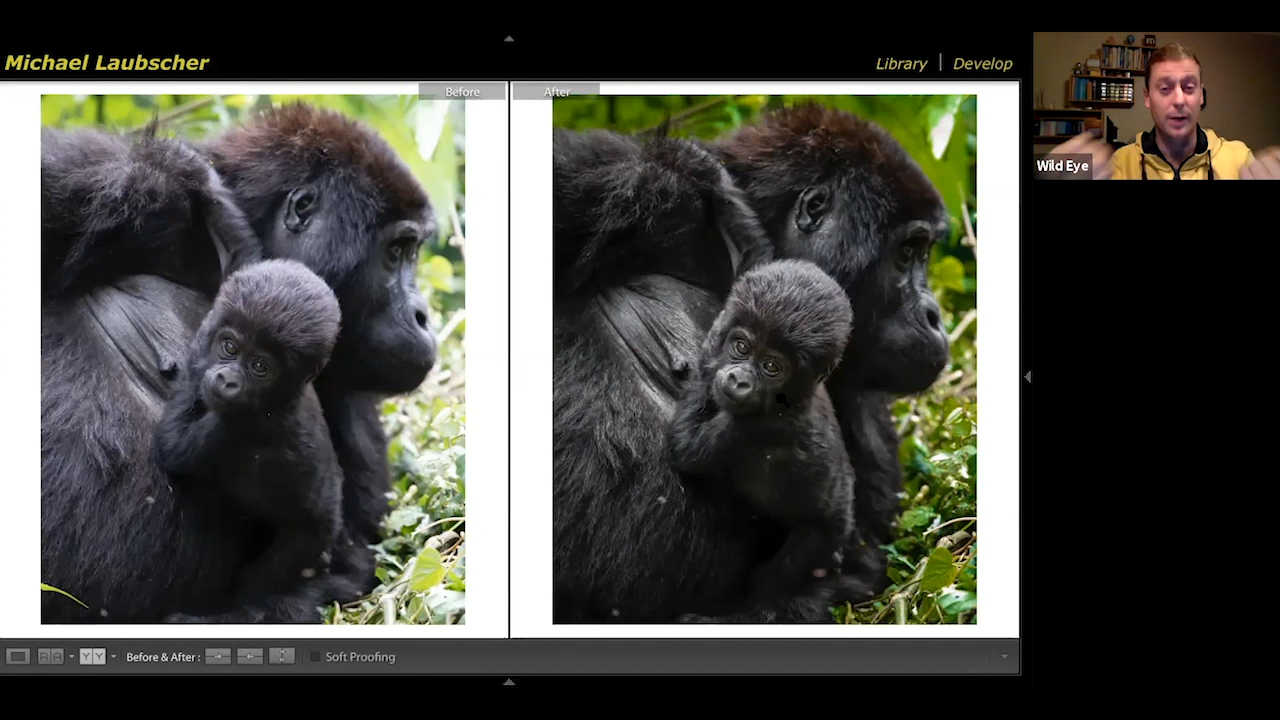 Michael Laubscher
Library | Develop
Before
After
Wild Eye
R A
Y Y
Before & After :
Soft Proofing